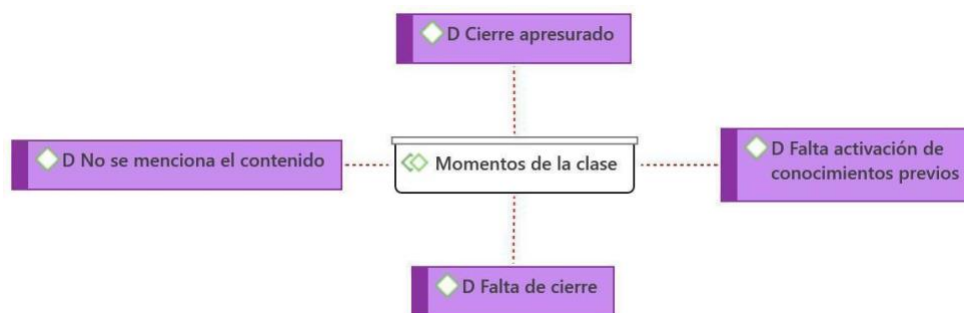 D Cierre apresurado
D No se menciona el contenido
Momentos de la clase
D Falta activación de
conocimientos previos
D Falta de cierre